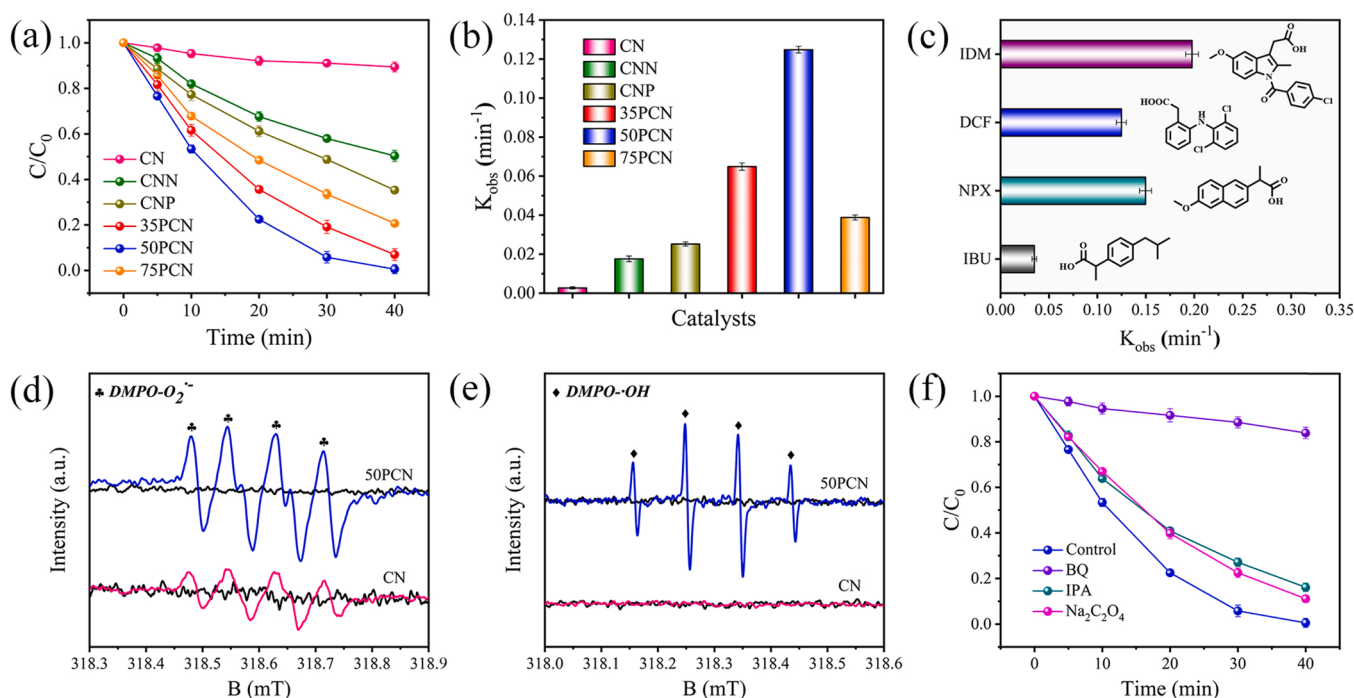 (a)
1.0
0.8
0.6
0.4
0.2
0.0
C/C0
CN
CNN
CNP
35PCN
50PCN
75PCN
0 10 20 30 40
Time (min)
(b)
0.14
0.12
0.10
0.08
0.06
0.04
0.02
0.00
Kobs (min-1)
CN
CNN
CNP
35PCN
50PCN
75PCN
Catalysts
(c)
IDM
DCF
NPX
IBU
O
OH
O
N
O
Cl
HOOC
H
N
Cl
Cl
O
O
OH
O
HO
0.00 0.05 0.10 0.15 0.20 0.25 0.30 0.35
Kobs (min-1)
(d)
♣ DMPO-O2·-
♣ ♣ ♣ ♣
50PCN
CN
Intensity (a.u.)
318.3 318.4 318.5 318.6 318.7 318.8 318.9
B (mT)
(e)
♦ DMPO-·OH
♦ ♦ ♦ ♦
50PCN
CN
Intensity (a.u.)
318.0 318.1 318.2 318.3 318.4 318.5 318.6
B (mT)
(f)
1.0
0.8
0.6
0.4
0.2
0.0
C/C0
Control
BQ
IPA
Na2C2O4
0 10 20 30 40
Time (min)